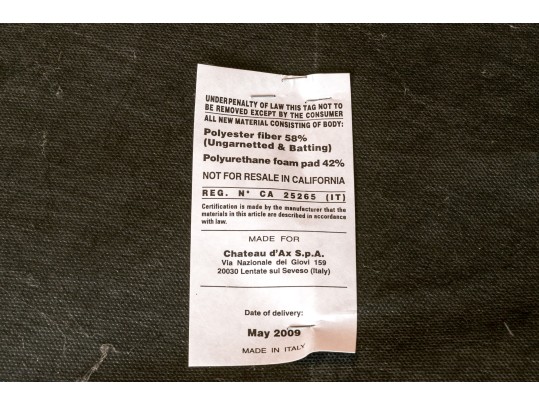 UNDERPENALTY OF LAW THIS TAG NOT TO
BE REMOVED EXCEPT BY THE CONSUMER
ALL NEW MATERIAL CONSISTING OF BODY:
Polyester fiber 58%
(Ungarnetted & Batting)
Polyurethane foam pad 42%
NOT FOR RESALE IN CALIFORNIA
REG. N° CA 25265 (IT)
Certification is made by the manufacturer that the
materials in this article are described in accordance
with law.
MADE FOR
Chateau d'Ax S.p.A.
Via Nazionale dei Giovi 159
20030 Lentate sul Seveso (Italy)
Date of delivery:
May 2009
MADE IN ITALY